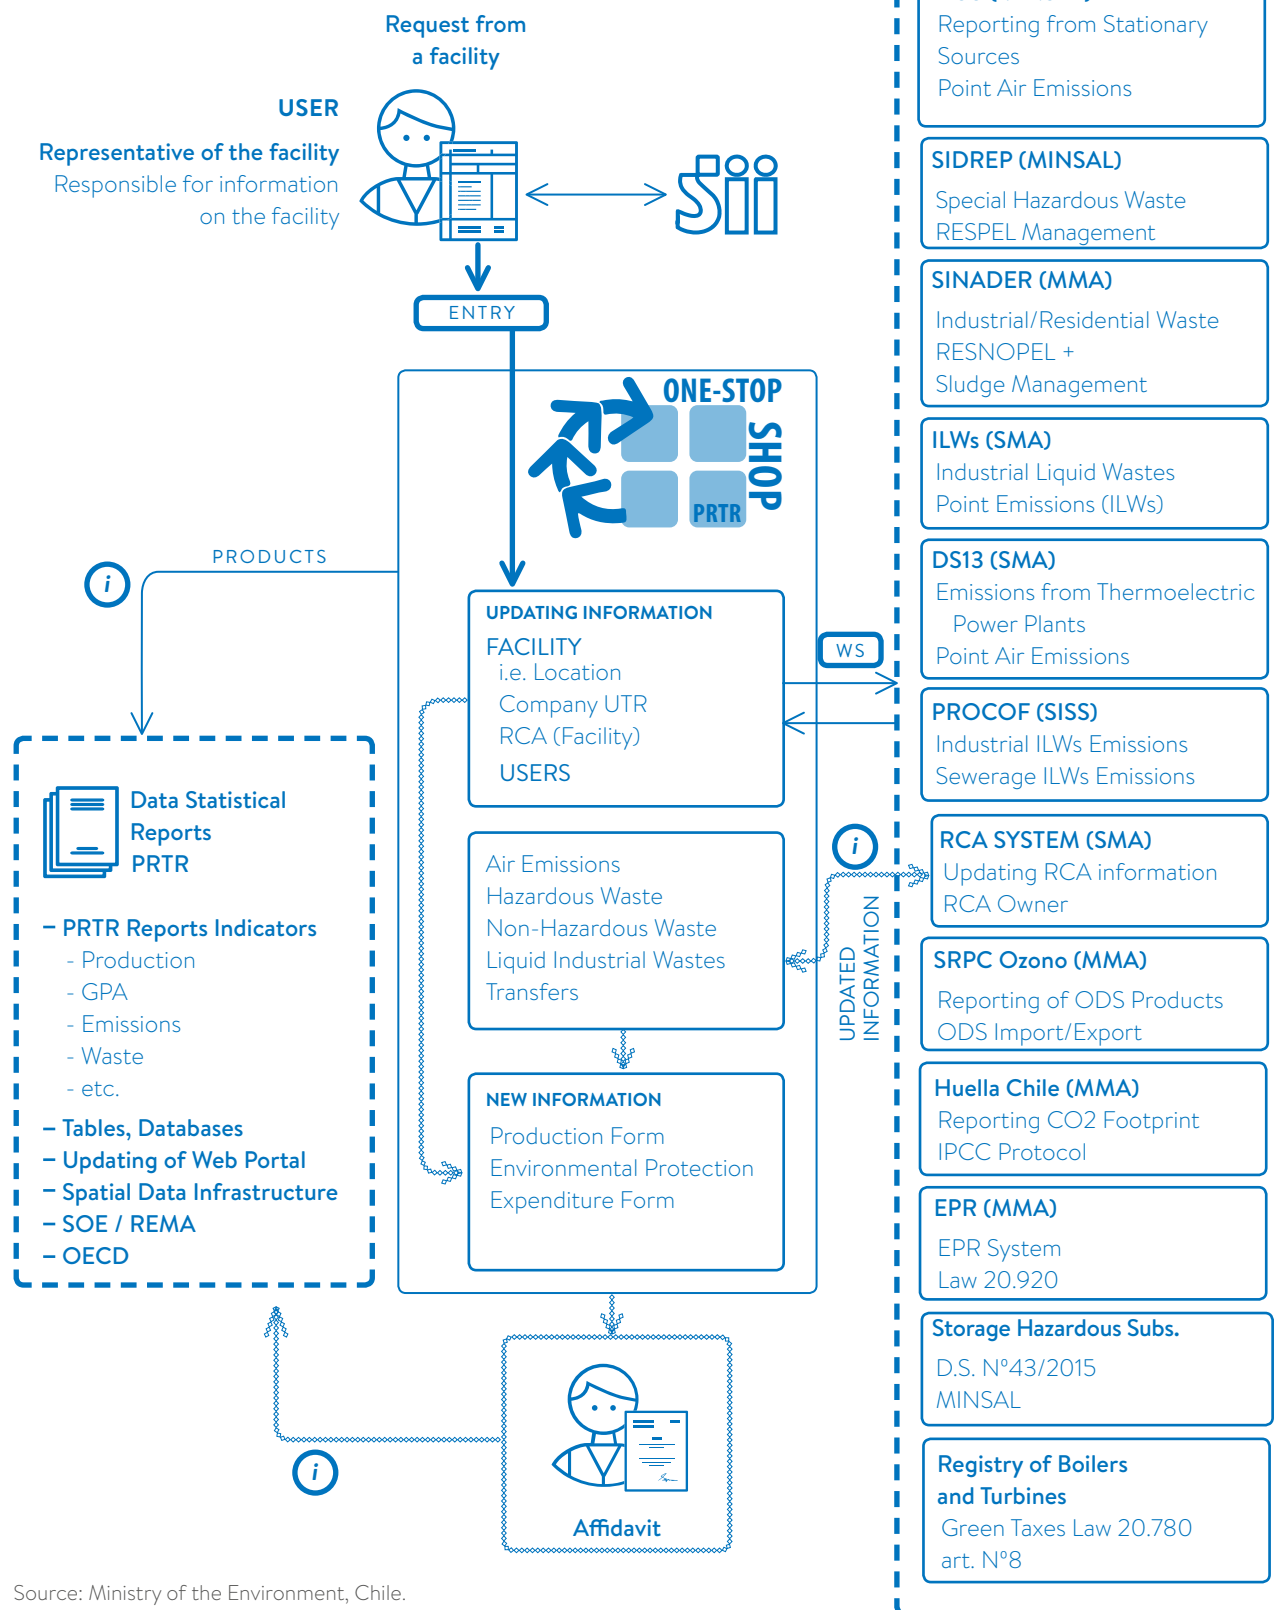 Request from
a facility
USER
Representative of the facility
Responsible for information
on the facility
Sii
ENTRY
ONE-STOP
SHOP
PRTR
PRODUCTS
i
UPDATING INFORMATION
FACILITY
i.e. Location
Company UTR
RCA (Facility)
USERS
WS
Air Emissions
Hazardous Waste
Non-Hazardous Waste
Liquid Industrial Wastes
Transfers
i
UPDATED
INFORMATION
NEW INFORMATION
Production Form
Environmental Protection
Expenditure Form
Data Statistical
Reports
PRTR
– PRTR Reports Indicators
- Production
- GPA
- Emissions
- Waste
- etc.
– Tables, Databases
– Updating of Web Portal
– Spatial Data Infrastructure
– SOE / REMA
– OECD
i
Affidavit
Reporting from Stationary
Sources
Point Air Emissions
SIDREP (MINSAL)
Special Hazardous Waste
RESPEL Management
SINADER (MMA)
Industrial/Residential Waste
RESNOPEL +
Sludge Management
ILWs (SMA)
Industrial Liquid Wastes
Point Emissions (ILWs)
DS13 (SMA)
Emissions from Thermoelectric
Power Plants
Point Air Emissions
PROCOF (SISS)
Industrial ILWs Emissions
Sewerage ILWs Emissions
RCA SYSTEM (SMA)
Updating RCA information
RCA Owner
SRPC Ozono (MMA)
Reporting of ODS Products
ODS Import/Export
Huella Chile (MMA)
Reporting CO2 Footprint
IPCC Protocol
EPR (MMA)
EPR System
Law 20.920
Storage Hazardous Subs.
D.S. Nº43/2015
MINSAL
Registry of Boilers
and Turbines
Green Taxes Law 20.780
art. Nº8
Source: Ministry of the Environment, Chile.